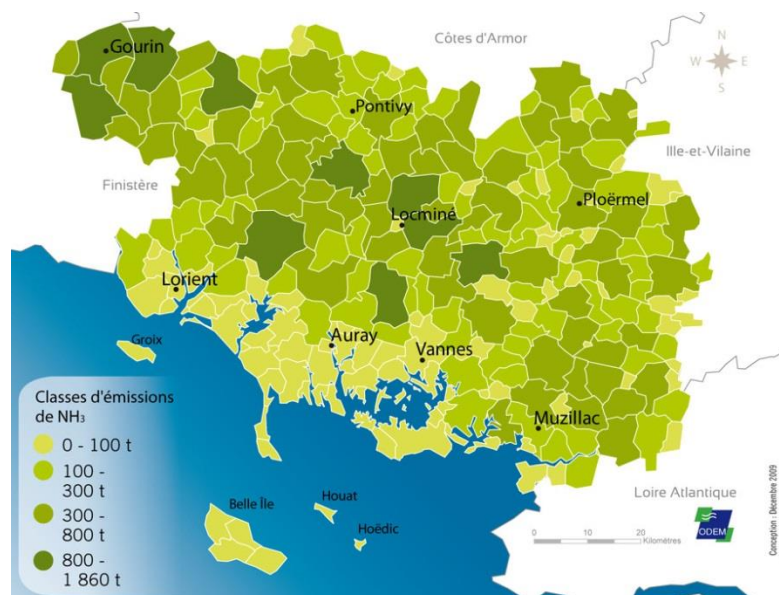 Côtes d'Armor
N
W E
S
Gourin
Pontivy
Ille-et-Vilaine
Finistère
Ploërmel
Locminé
Lorient
Groix
Auray
Vannes
Classes d'émissions
de NH₃
0 - 100 t
100 -
300 t
300 -
800 t
800 -
1 860 t
Muzillac
Belle Île
Houat
Hoëdic
Loire Atlantique
0 10 20
Kilomètres
ODEM
Conception : Décembre 2009